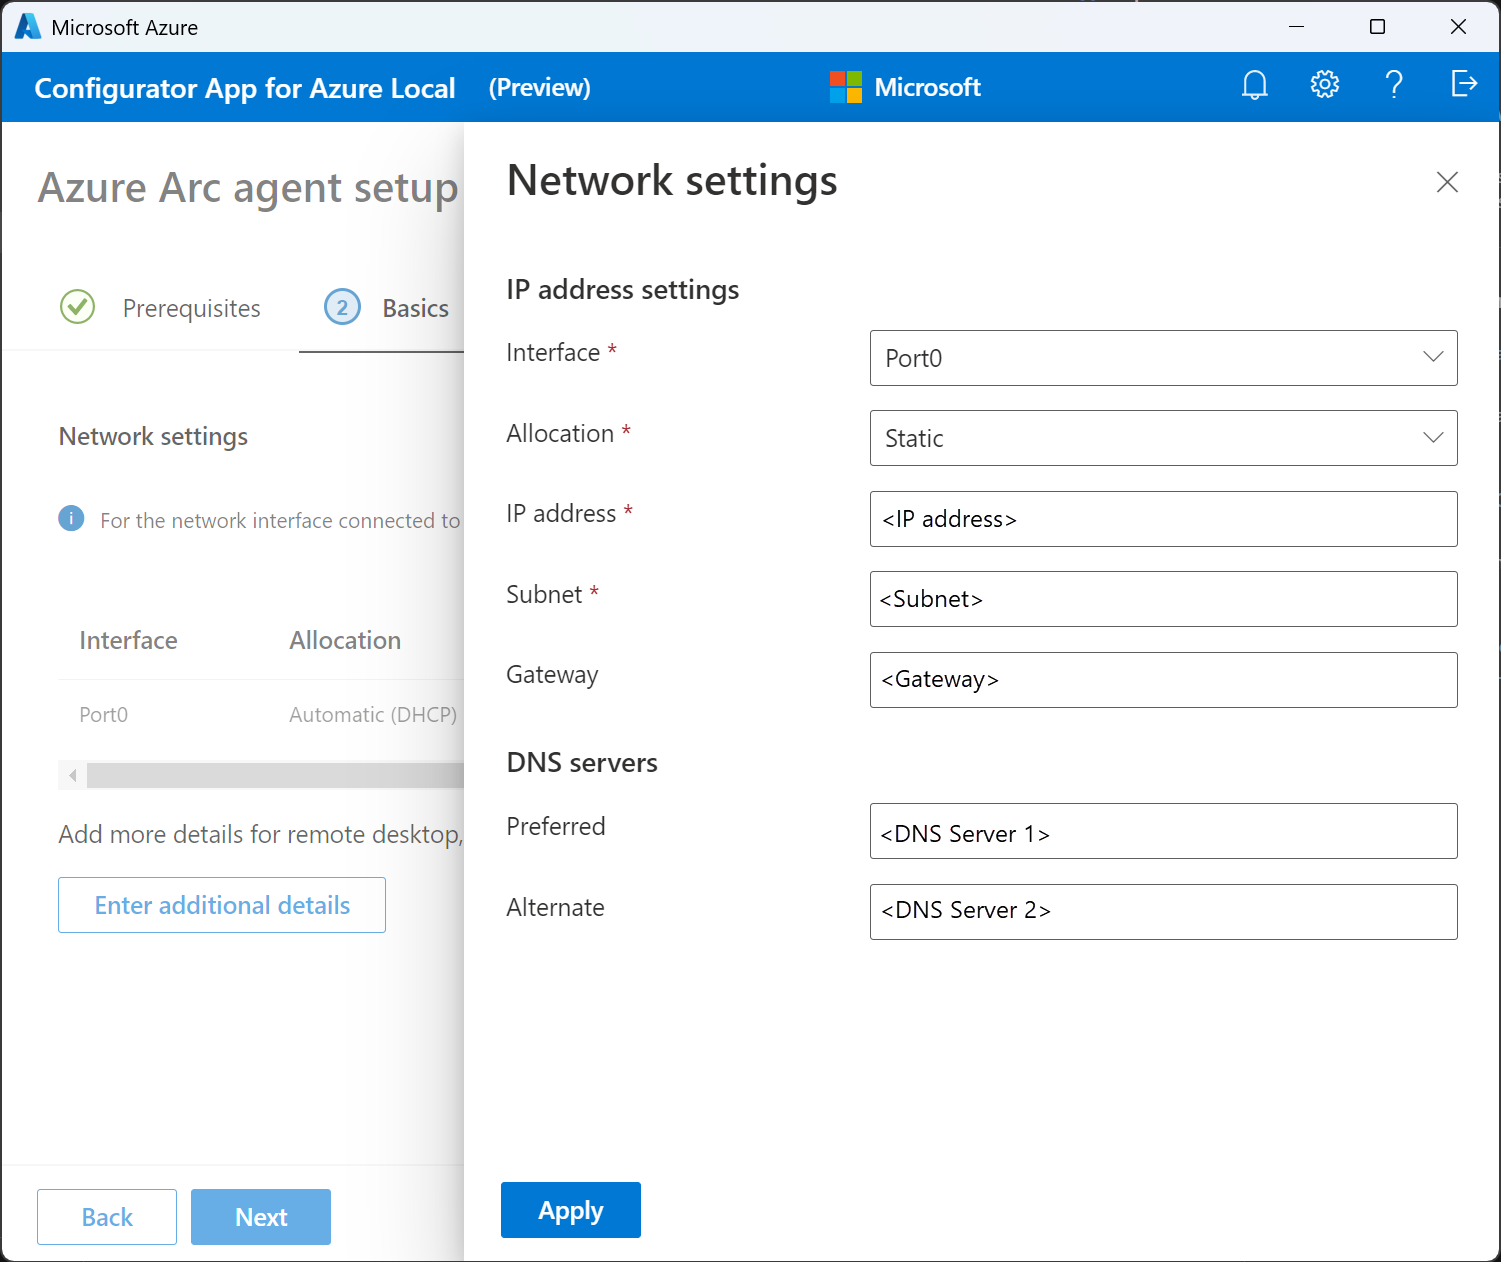 Microsoft Azure
Configurator App for Azure Local (Preview)
Microsoft
Azure Arc agent setup
Prerequisites
2 Basics
Network settings
For the network interface connected to
Interface Allocation
Port0 Automatic (DHCP)
Add more details for remote desktop,
Enter additional details
Back
Next
Network settings
IP address settings
Interface * Port0
Allocation * Static
IP address * <IP address>
Subnet * <Subnet>
Gateway <Gateway>
DNS servers
Preferred <DNS Server 1>
Alternate <DNS Server 2>
Apply